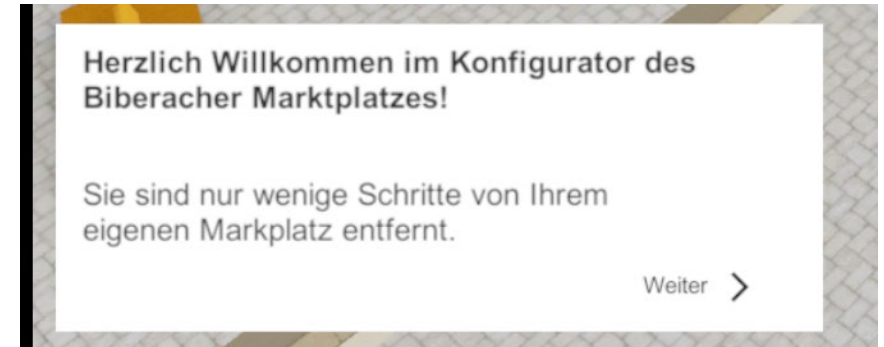 Herzlich Willkommen im Konfigurator des
Biberacher Marktplatzes!
Sie sind nur wenige Schritte von Ihrem
eigenen Markplatz entfernt.
Weiter